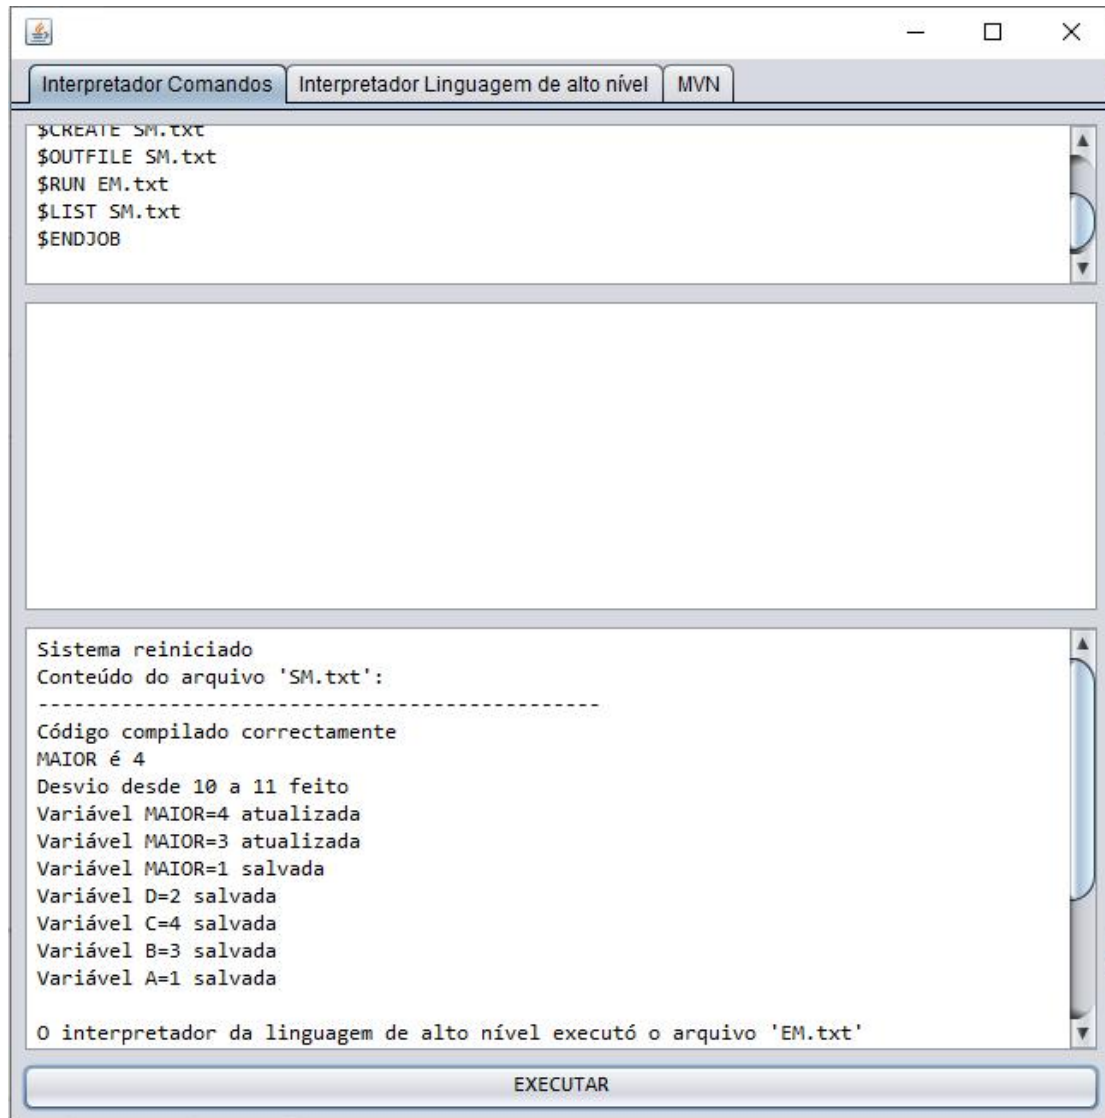 Interpretador Comandos
Interpretador Linguagem de alto nível
MVN
$CREATE SM.txt
$OUTFILE SM.txt
$RUN EM.txt
$LIST SM.txt
$ENDJOB
Sistema reiniciado
Conteúdo do arquivo 'SM.txt':
-----------------------------------------------
Código compilado correctamente
MAIOR é 4
Desvio desde 10 a 11 feito
Variável MAIOR=4 atualizada
Variável MAIOR=3 atualizada
Variável MAIOR=1 salvada
Variável D=2 salvada
Variável C=4 salvada
Variável B=3 salvada
Variável A=1 salvada
O interpretador da linguagem de alto nível executó o arquivo 'EM.txt'
EXECUTAR